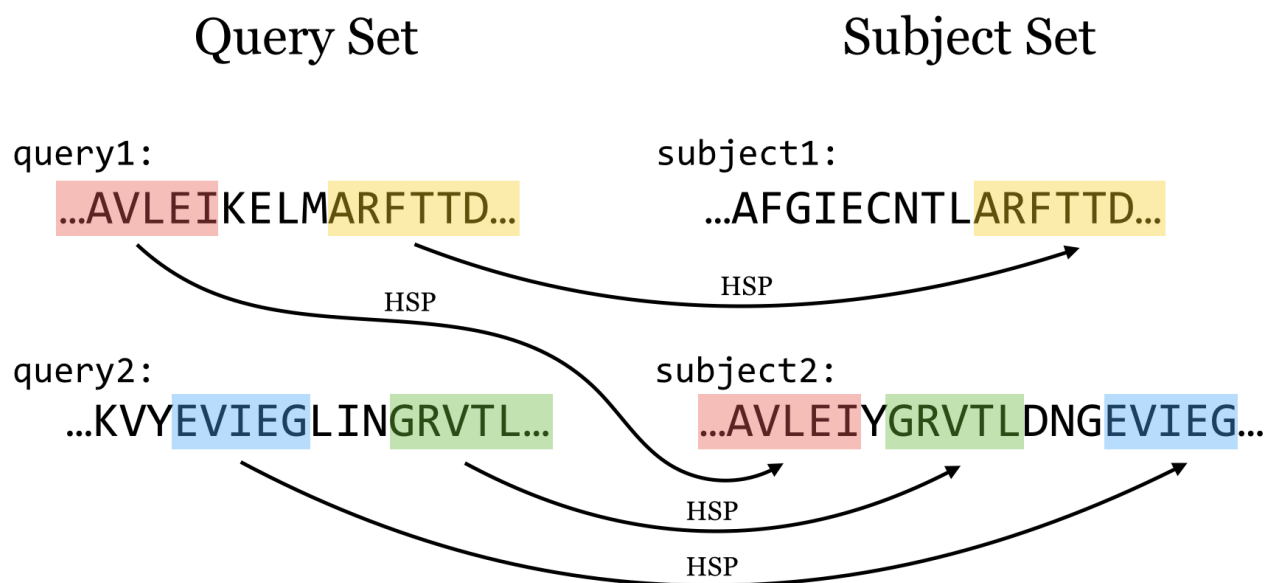 Query Set
Subject Set
query1:
…AVLEIKELMARFTTD…
subject1:
…AFGIECNTLARFTTD…
HSP
HSP
query2:
…KVYEVIEGLINGRVTL…
subject2:
…AVLEIYGRVTLDNGEVIEG…
HSP
HSP